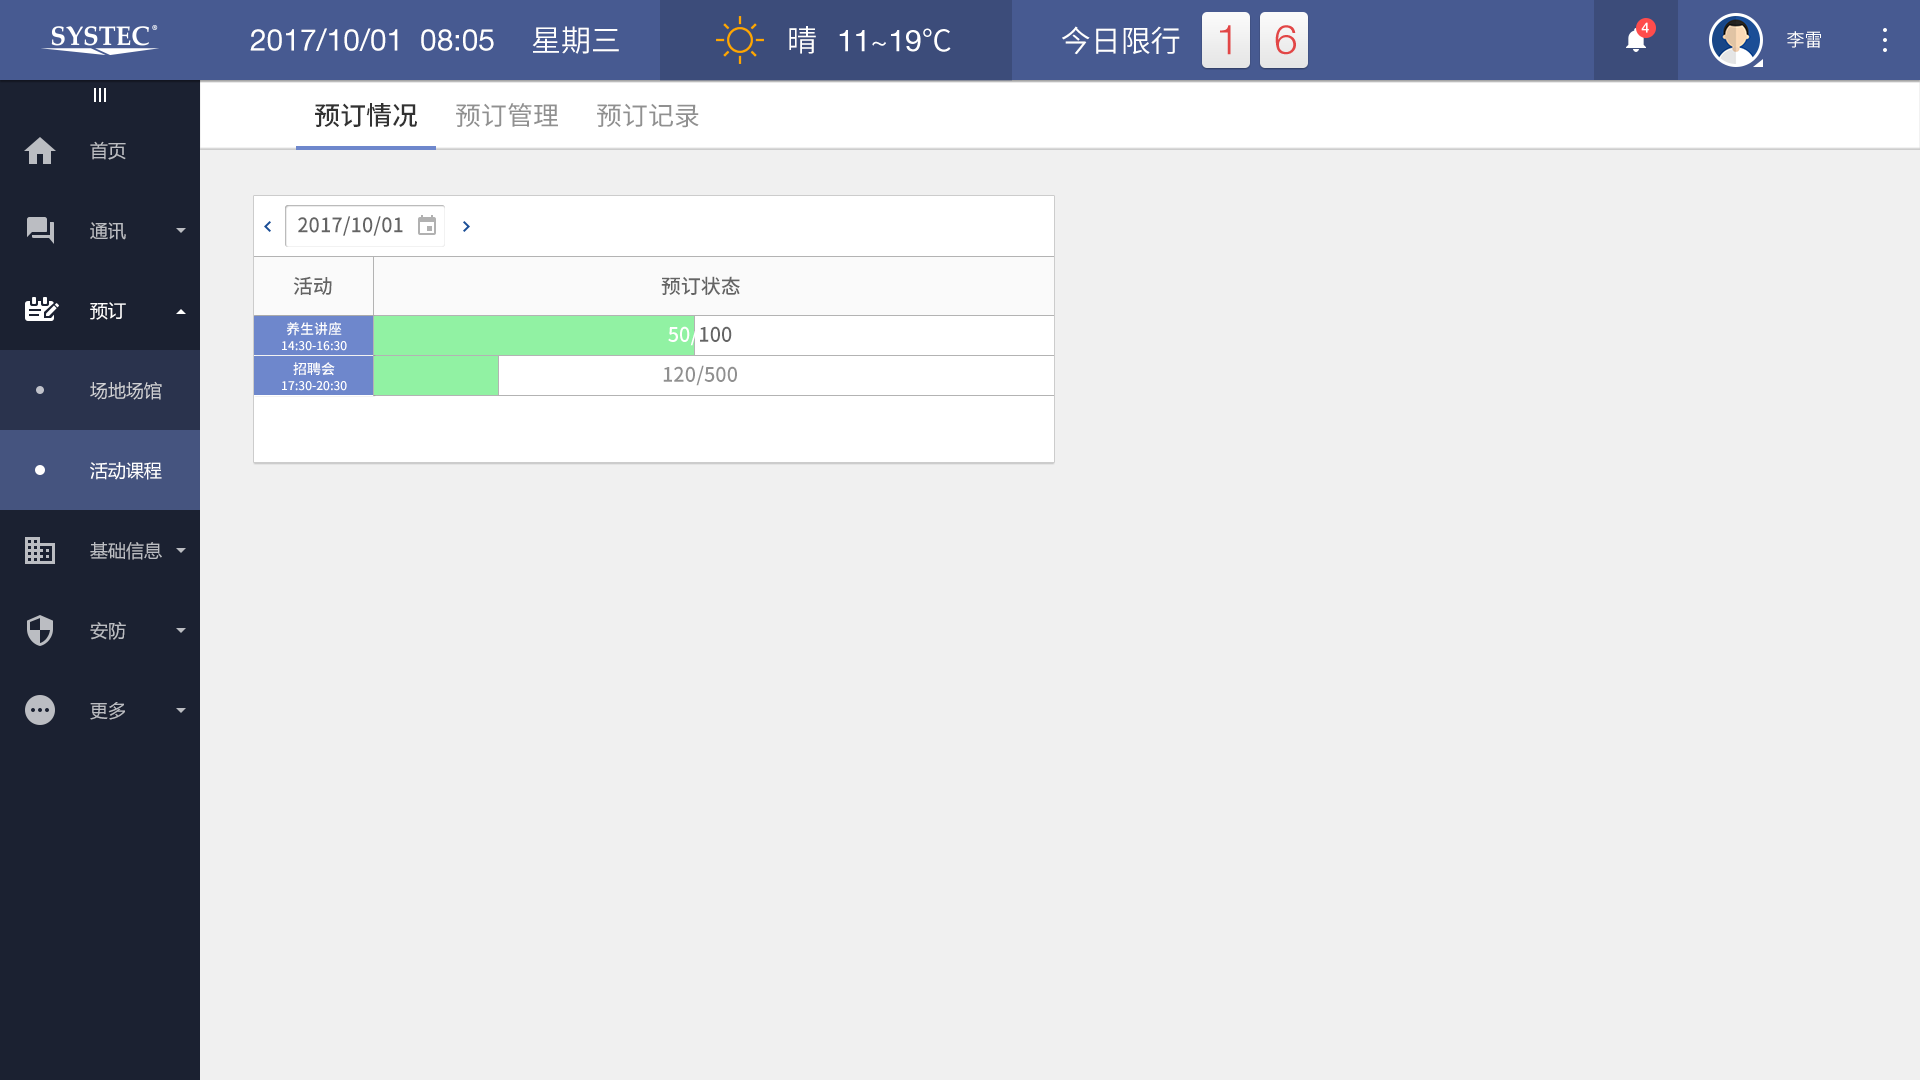 SYSTEC®
2017/10/01 08:05 星期三
晴 11~19℃
今日限行 1 6
4
李雷
首页
通讯
预订
场地场馆
活动课程
基础信息
安防
更多
预订情况 预订管理 预订记录
2017/10/01
活动 预订状态
养生讲座
14:30-16:30
50/100
招聘会
17:30-20:30
120/500